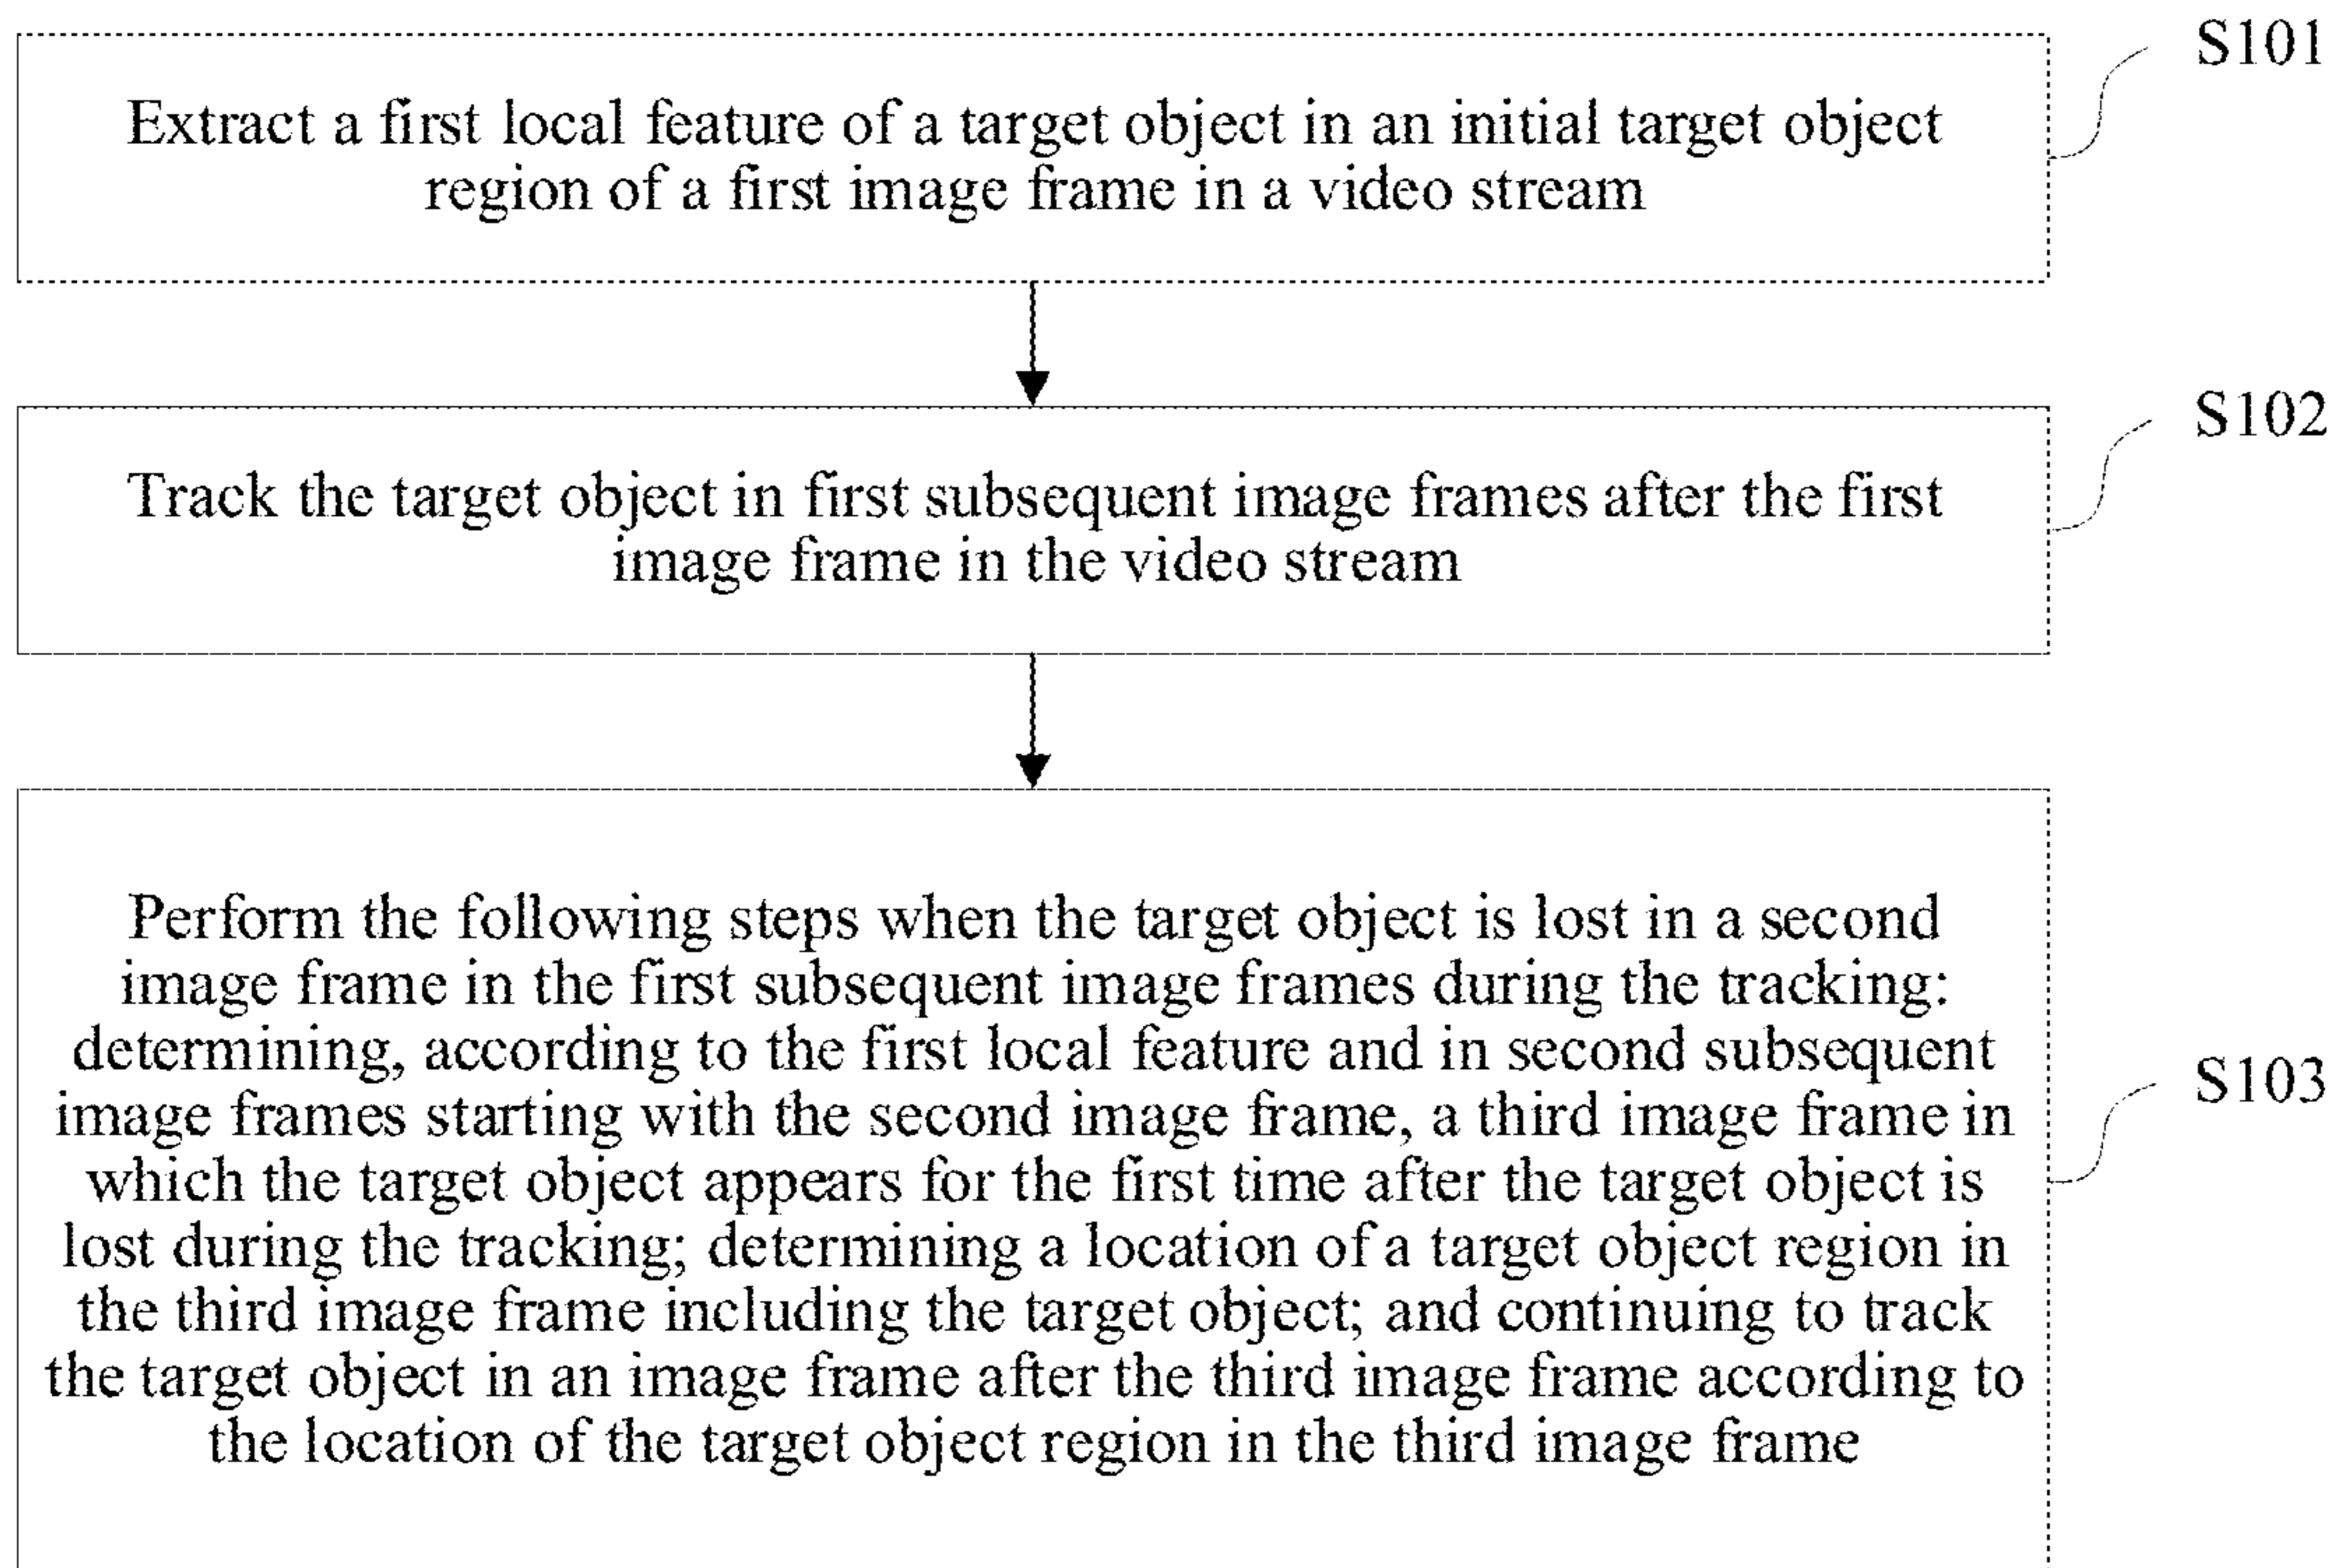 S101
Extract a first local feature of a target object in an initial target object
region of a first image frame in a video stream
S102
Track the target object in first subsequent image frames after the first
image frame in the video stream
Perform the following steps when the target object is lost in a second
image frame in the first subsequent image frames during the tracking:
determining, according to the first local feature and in second subsequent
image frames starting with the second image frame, a third image frame in
which the target object appears for the first time after the target object is
lost during the tracking; determining a location of a target object region in
the third image frame including the target object; and continuing to track
the target object in an image frame after the third image frame according to
the location of the target object region in the third image frame
S103